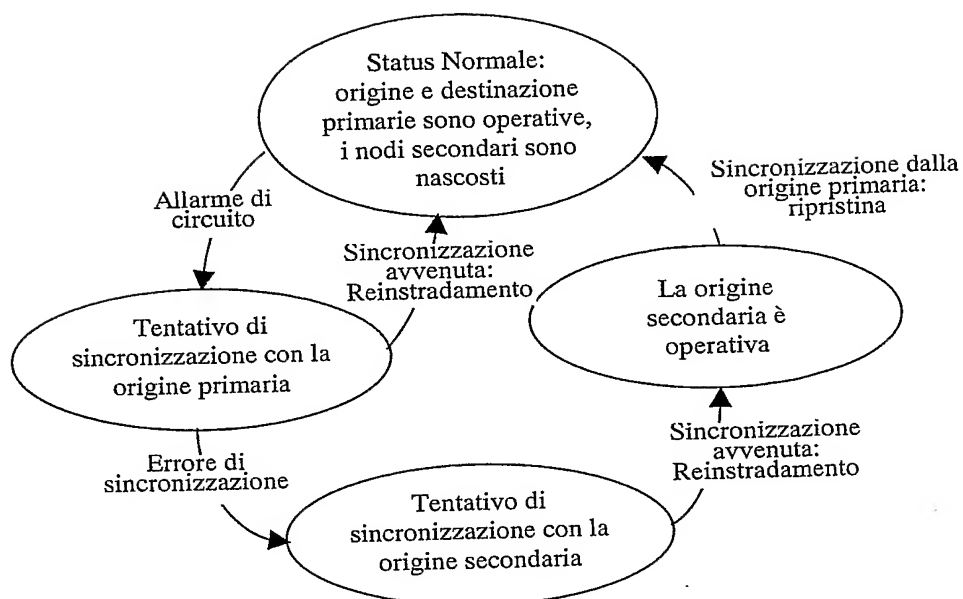 Status Normale:
origine e destinazione
primarie sono operative,
i nodi secondari sono
nascosti
Allarme di
circuito
Sincronizzazione
avvenuta:
Reinstradamento
Sincronizzazione dalla
origine primaria:
ripristina
Tentativo di
sincronizzazione con la
origine primaria
La origine
secondaria è
operativa
Errore di
sincronizzazione
Sincronizzazione
avvenuta:
Reinstradamento
Tentativo di
sincronizzazione con la
origine secondaria